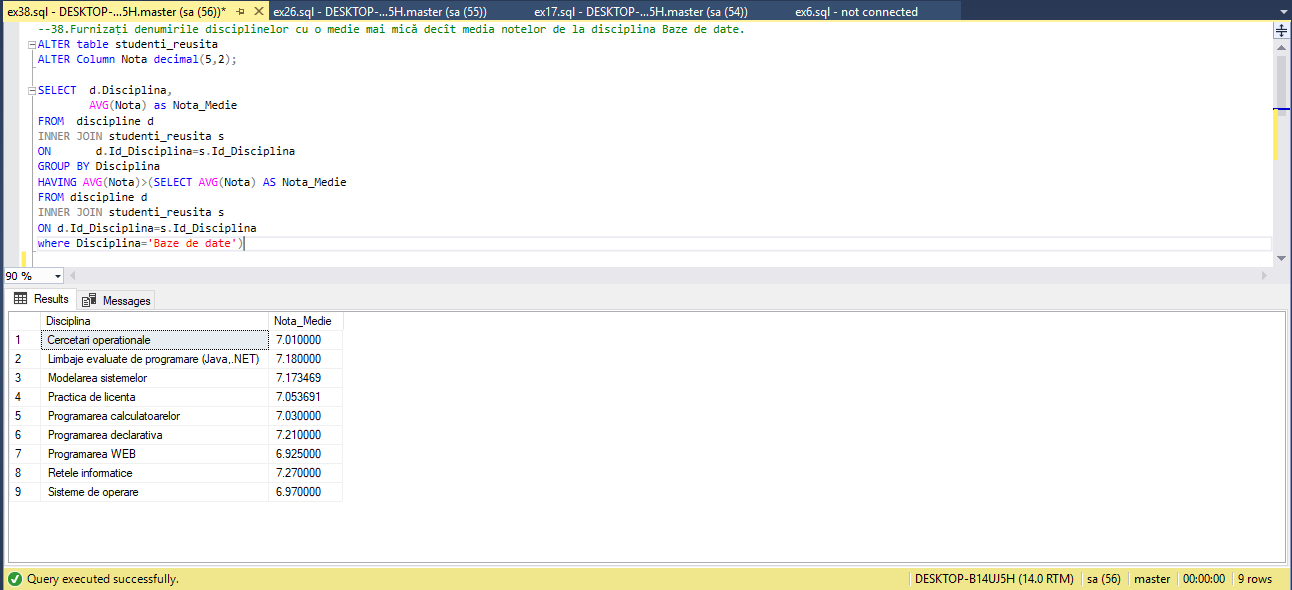 ex38.sql - DESKTOP-...5H.master (sa (56))* ex26.sql - DESKTOP-...5H.master (sa (55)) ex17.sql - DESKTOP-...5H.master (sa (54)) ex6.sql - not connected
--38.Furnizați denumirile disciplinelor cu o medie mai mică decît media notelor de la disciplina Baze de date.
ALTER table studenti_reusita
ALTER Column Nota decimal(5,2);
SELECT d.Disciplina,
AVG(Nota) as Nota_Medie
FROM discipline d
INNER JOIN studenti_reusita s
ON d.Id_Disciplina=s.Id_Disciplina
GROUP BY Disciplina
HAVING AVG(Nota)>(SELECT AVG(Nota) AS Nota_Medie
FROM discipline d
INNER JOIN studenti_reusita s
ON d.Id_Disciplina=s.Id_Disciplina
where Disciplina='Baze de date')
90 %
Results Messages
Disciplina Nota_Medie
1 Cercetari operationale 7.010000
2 Limbaje evaluate de programare (Java,.NET) 7.180000
3 Modelarea sistemelor 7.173469
4 Practica de licenta 7.053691
5 Programarea calculatoarelor 7.030000
6 Programarea declarativa 7.210000
7 Programarea WEB 6.925000
8 Retele informatice 7.270000
9 Sisteme de operare 6.970000
Query executed successfully. DESKTOP-B14UJ5H (14.0 RTM) sa (56) master 00:00:00 9 rows